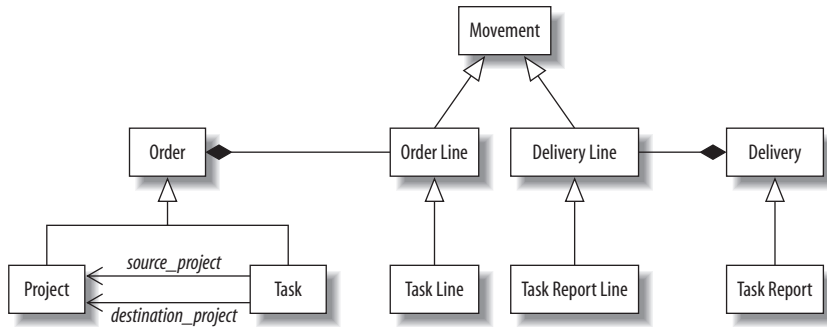 Movement
Order
Order Line
Delivery Line
Delivery
source_project
Project
Task
Task Line
Task Report Line
Task Report
destination_project